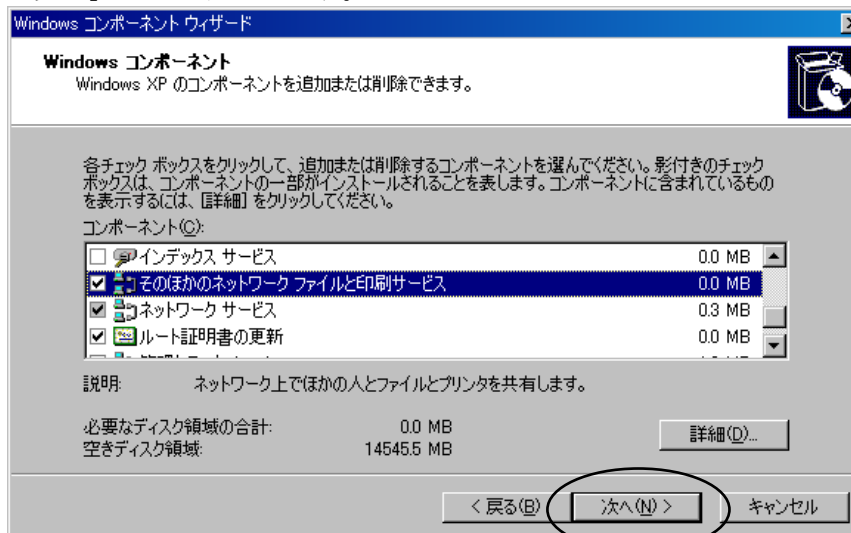 Windows コンポーネント ウィザード
Windows コンポーネント
Windows XP のコンポーネントを追加または削除できます。
各チェック ボックスをクリックして、追加または削除するコンポーネントを選んでください。影付きのチェック
ボックスは、コンポーネントの一部がインストールされることを表します。コンポーネントに含まれているもの
を表示するには、[詳細] をクリックしてください。
コンポーネント(C):
インデックス サービス 0.0 MB
そのほかのネットワーク ファイルと印刷サービス 0.0 MB
ネットワーク サービス 0.3 MB
ルート証明書の更新 0.0 MB
説明: ネットワーク上でほかの人とファイルとプリンタを共有します。
必要なディスク領域の合計: 0.0 MB
空きディスク領域: 14545.5 MB
詳細(D)...
< 戻る(B) 次へ(N) > キャンセル